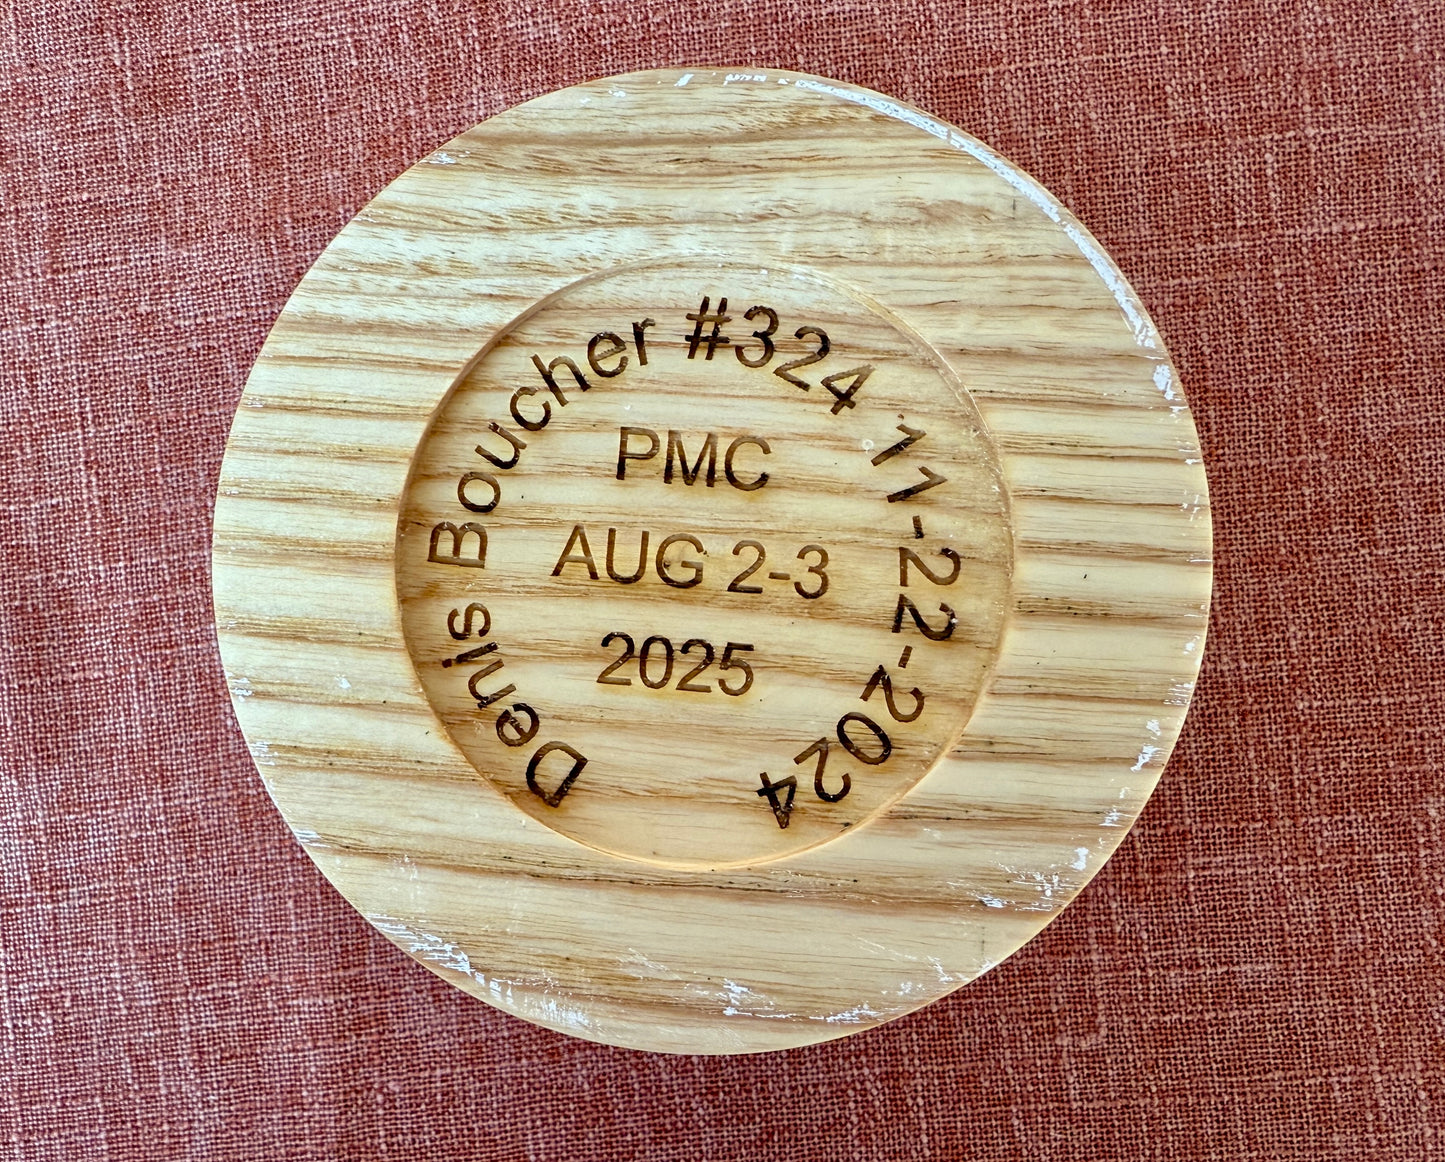 Denis Boucher #324 11-22-2024
PMC
AUG 2-3
2025